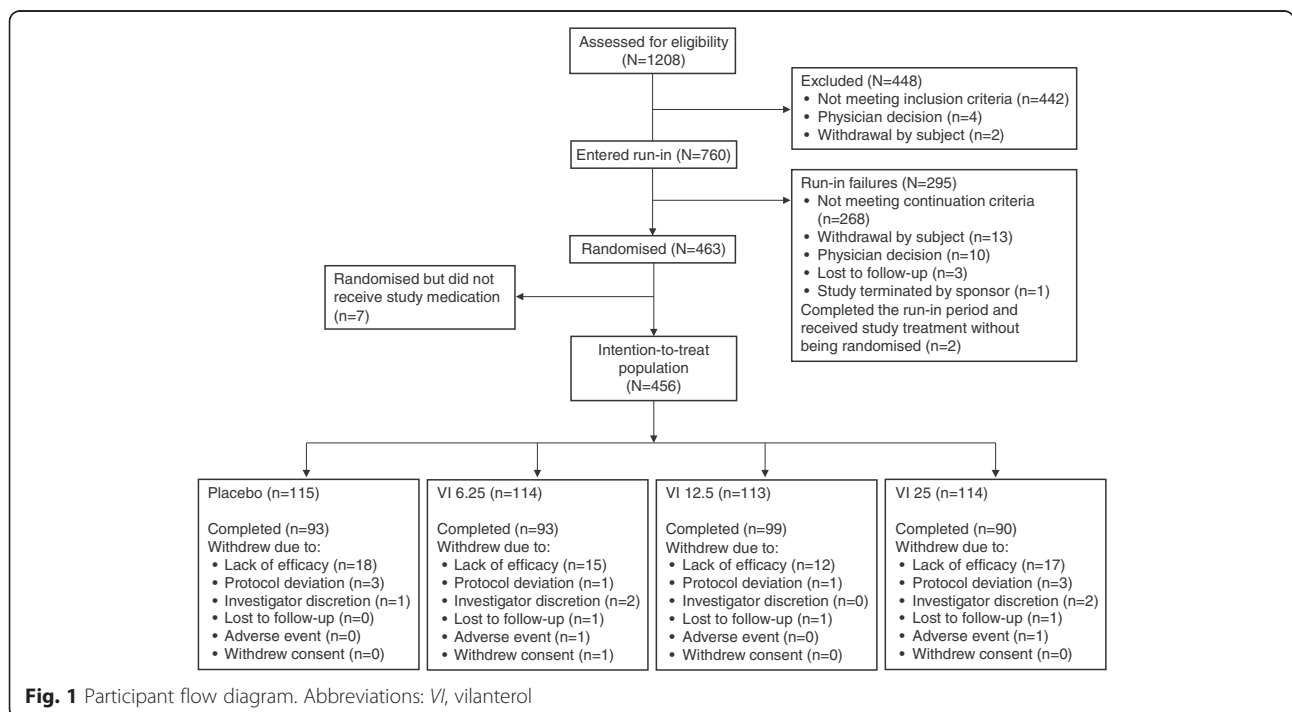 Assessed for eligibility
(N=1208)
Excluded (N=448)
• Not meeting inclusion criteria (n=442)
• Physician decision (n=4)
• Withdrawal by subject (n=2)
Entered run-in (N=760)
Run-in failures (N=295)
• Not meeting continuation criteria
(n=268)
• Withdrawal by subject (n=13)
• Physician decision (n=10)
• Lost to follow-up (n=3)
• Study terminated by sponsor (n=1)
Completed the run-in period and
received study treatment without
being randomised (n=2)
Randomised (N=463)
Randomised but did not
receive study medication
(n=7)
Intention-to-treat
population
(N=456)
Placebo (n=115)
Completed (n=93)
Withdrew due to:
• Lack of efficacy (n=18)
• Protocol deviation (n=3)
• Investigator discretion (n=1)
• Lost to follow-up (n=0)
• Adverse event (n=0)
• Withdrew consent (n=0)
VI 6.25 (n=114)
Completed (n=93)
Withdrew due to:
• Lack of efficacy (n=15)
• Protocol deviation (n=1)
• Investigator discretion (n=2)
• Lost to follow-up (n=1)
• Adverse event (n=1)
• Withdrew consent (n=1)
VI 12.5 (n=113)
Completed (n=99)
Withdrew due to:
• Lack of efficacy (n=12)
• Protocol deviation (n=1)
• Investigator discretion (n=0)
• Lost to follow-up (n=1)
• Adverse event (n=0)
• Withdrew consent (n=0)
VI 25 (n=114)
Completed (n=90)
Withdrew due to:
• Lack of efficacy (n=17)
• Protocol deviation (n=3)
• Investigator discretion (n=2)
• Lost to follow-up (n=1)
• Adverse event (n=1)
• Withdrew consent (n=0)
Fig. 1 Participant flow diagram. Abbreviations: VI, vilanterol